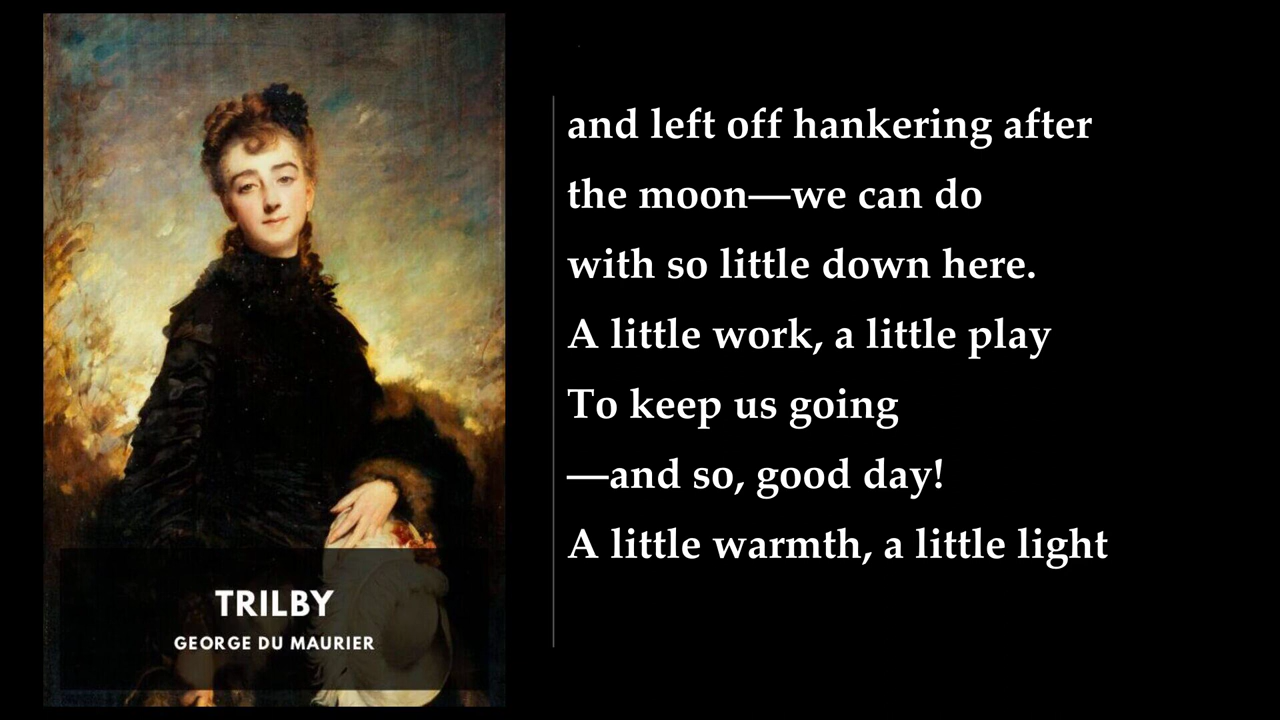 TRILBY
GEORGE DU MAURIER
and left off hankering after
the moon—we can do
with so little down here.
A little work, a little play
To keep us going
—and so, good day!
A little warmth, a little light